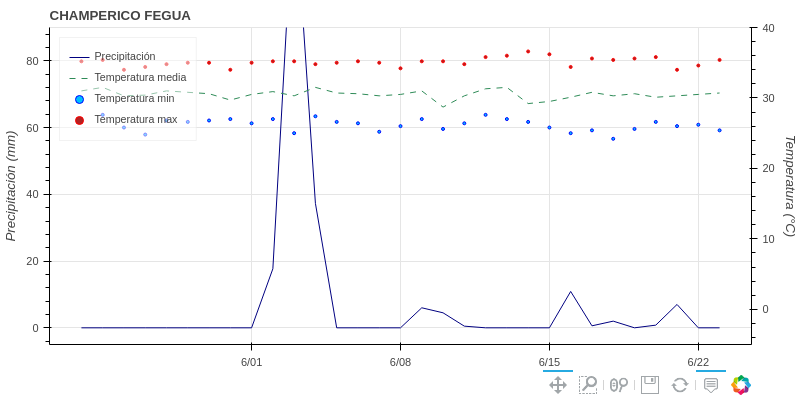 CHAMPERICO FEGUA
Precipitación
Temperatura media
Temperatura min
Temperatura max
Precipitación (mm)
80
60
40
20
0
Temperatura (°C)
40
30
20
10
0
6/01
6/08
6/15
6/22